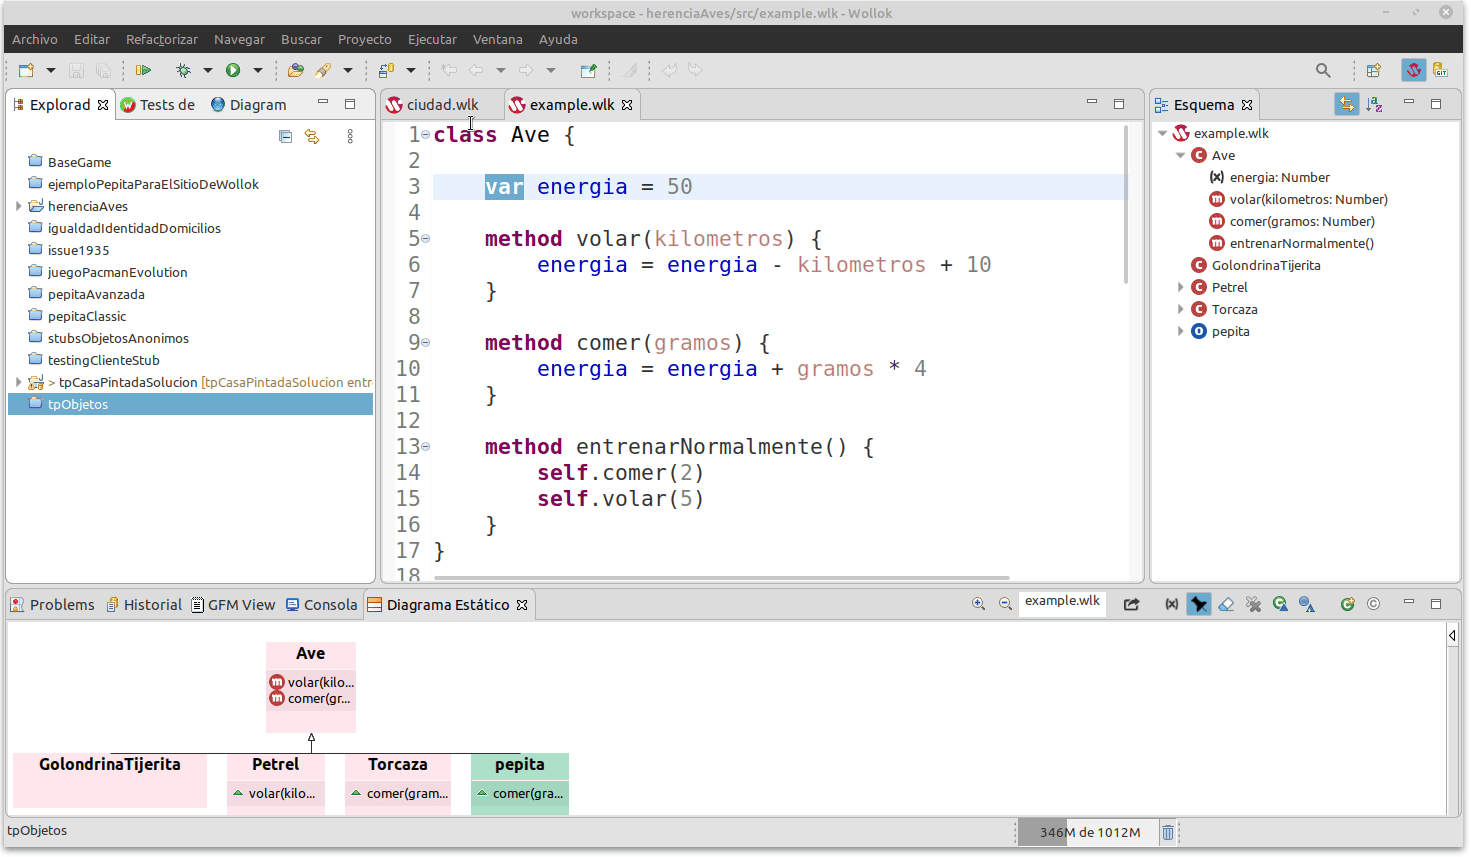 workspace - herenciaAves/src/example.wlk - Wollok
Archivo Editar Refactorizar Navegar Buscar Proyecto Ejecutar Ventana Ayuda
Explorad Tests de Diagram
BaseGame
ejemploPepitaParaElSitioDeWollok
herenciaAves
igualdadIdentidadDomicilios
issue1935
juegoPacmanEvolution
pepitaAvanzada
pepitaClassic
stubsObjetosAnonimos
testingClienteStub
> tpCasaPintadaSolucion [tpCasaPintadaSolucion entr
tpObjetos
ciudad.wlk example.wlk
1 class Ave {
2
3 var energia = 50
4
5 method volar(kilometros) {
6 energia = energia - kilometros + 10
7 }
8
9 method comer(gramos) {
10 energia = energia + gramos * 4
11 }
12
13 method entrenarNormalmente() {
14 self.comer(2)
15 self.volar(5)
16 }
17 }
18
Esquema
example.wlk
C Ave
(x) energia: Number
m volar(kilometros: Number)
m comer(gramos: Number)
m entrenarNormalmente()
C GolondrinaTijerita
C Petrel
C Torcaza
O pepita
Problems Historial GFM View Consola Diagrama Estático example.wlk (x)
Ave
m volar(kilo...
m comer(gr...
GolondrinaTijerita
Petrel
volar(kilo...
Torcaza
comer(gram...
pepita
comer(gra...
tpObjetos
346M de 1012M